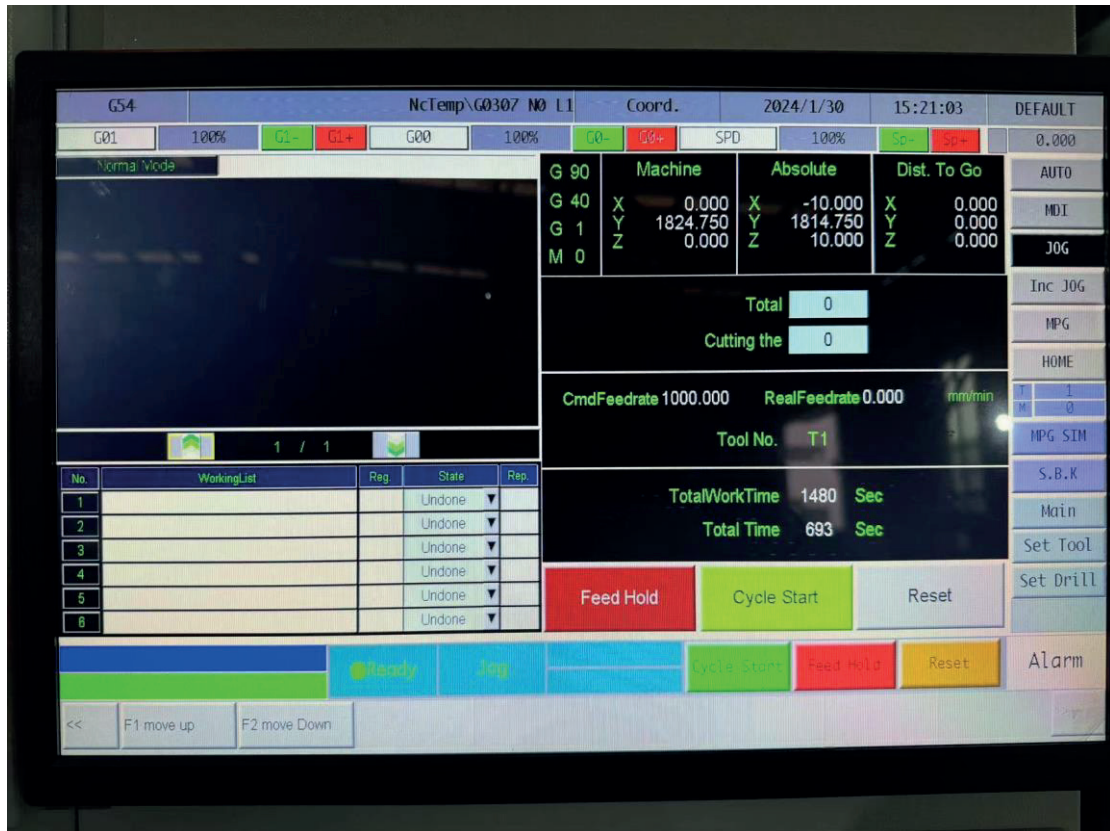 G54 NcTemp\G0307 N0 L1 Coord. 2024/1/30 15:21:03 DEFAULT
G01 100% G1- G1+ G00 100% G0- G0+ SPD 100% Sp- Sp+ 0.000
Normal Mode
G 90
G 40
G 1
M 0
Machine
X 0.000
Y 1824.750
Z 0.000
Absolute
X -10.000
Y 1814.750
Z 10.000
Dist. To Go
X 0.000
Y 0.000
Z 0.000
Total 0
Cutting the 0
CmdFeedrate 1000.000 RealFeedrate 0.000 mm/min
Tool No. T1
1 / 1
No. WorkingList Reg. State Rep.
1 Undone
2 Undone
3 Undone
4 Undone
5 Undone
6 Undone
TotalWorkTime 1480 Sec
Total Time 693 Sec
Feed Hold Cycle Start Reset
AUTO
MDI
JOG
Inc JOG
MPG
HOME
T 1
M 0
MPG SIM
S.B.K
Main
Set Tool
Set Drill
Ready Jog Cycle Start Feed Hold Reset Alarm
<< F1 move up F2 move Down